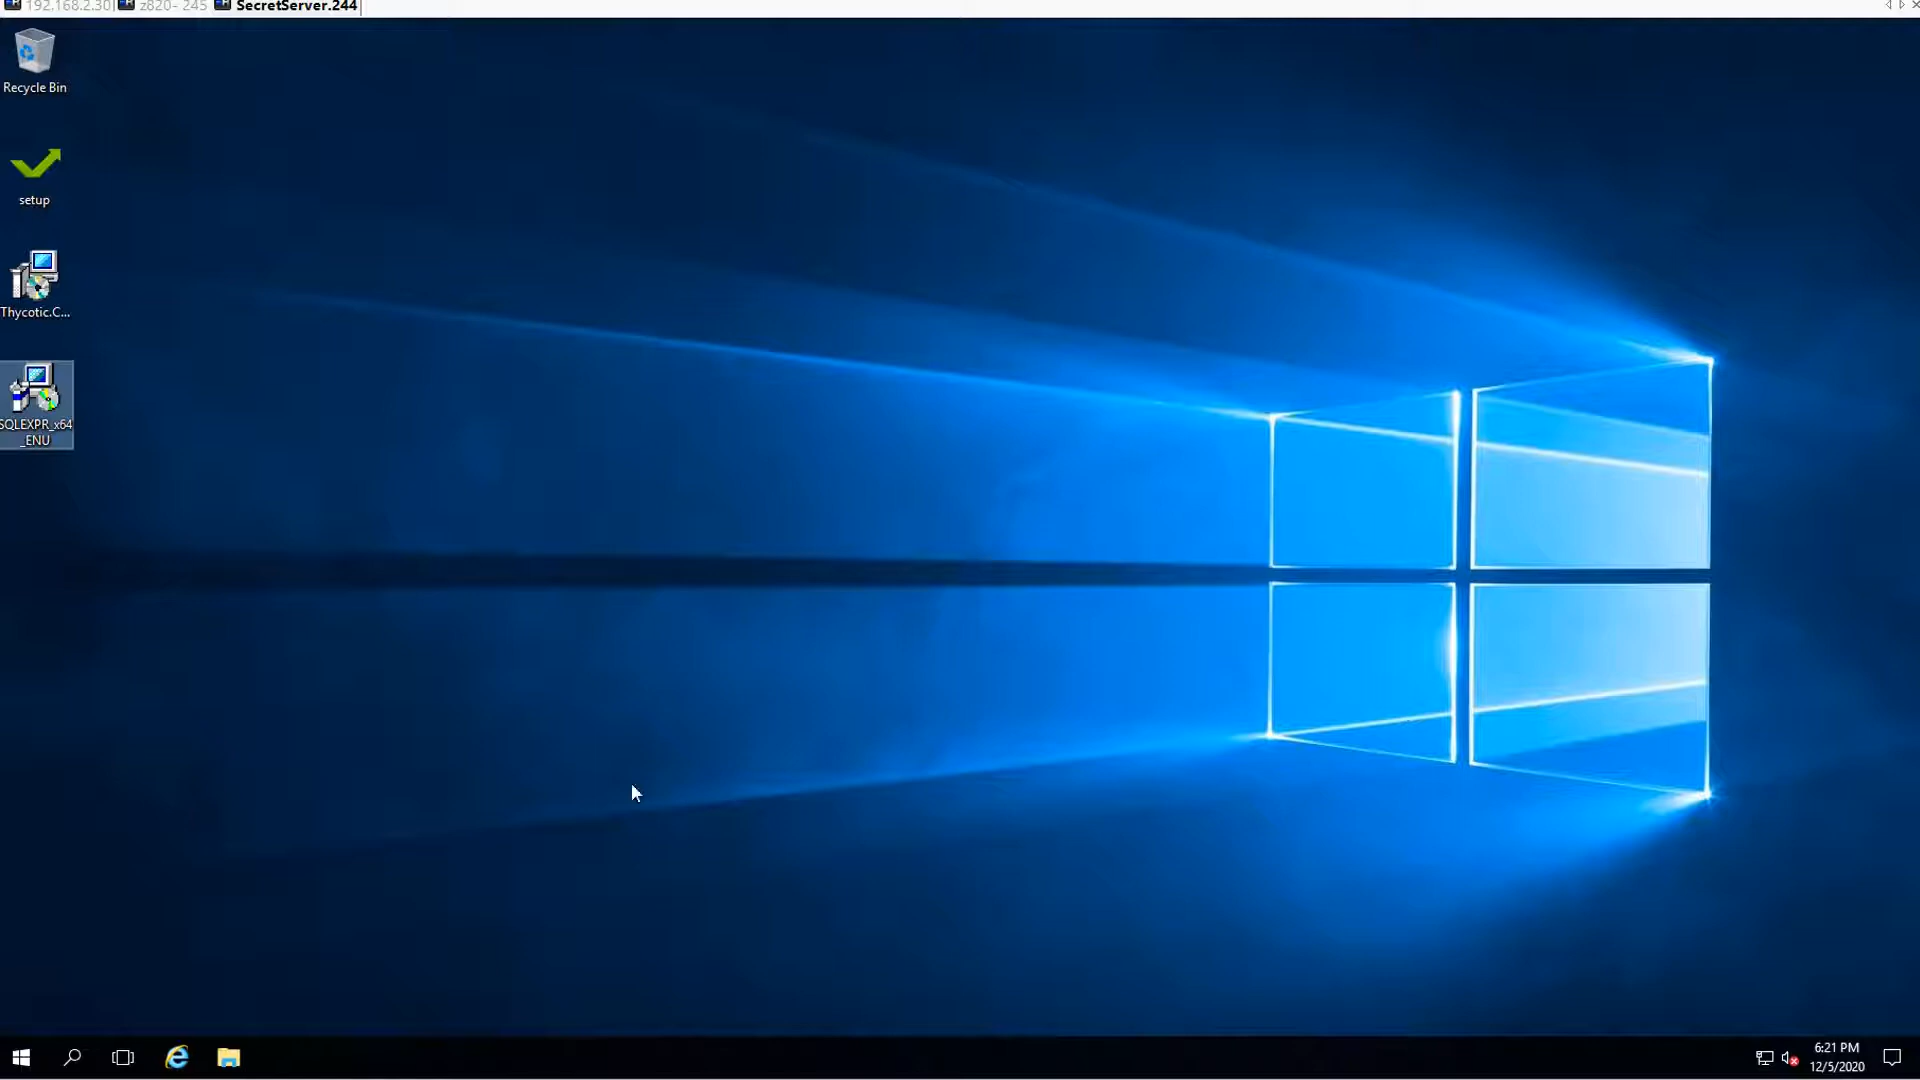 192.168.2.30
z820- 245
SecretServer.244
Recycle Bin
setup
Thycotic.C...
SQLEXPR_x64
_ENU
6:21 PM
12/5/2020